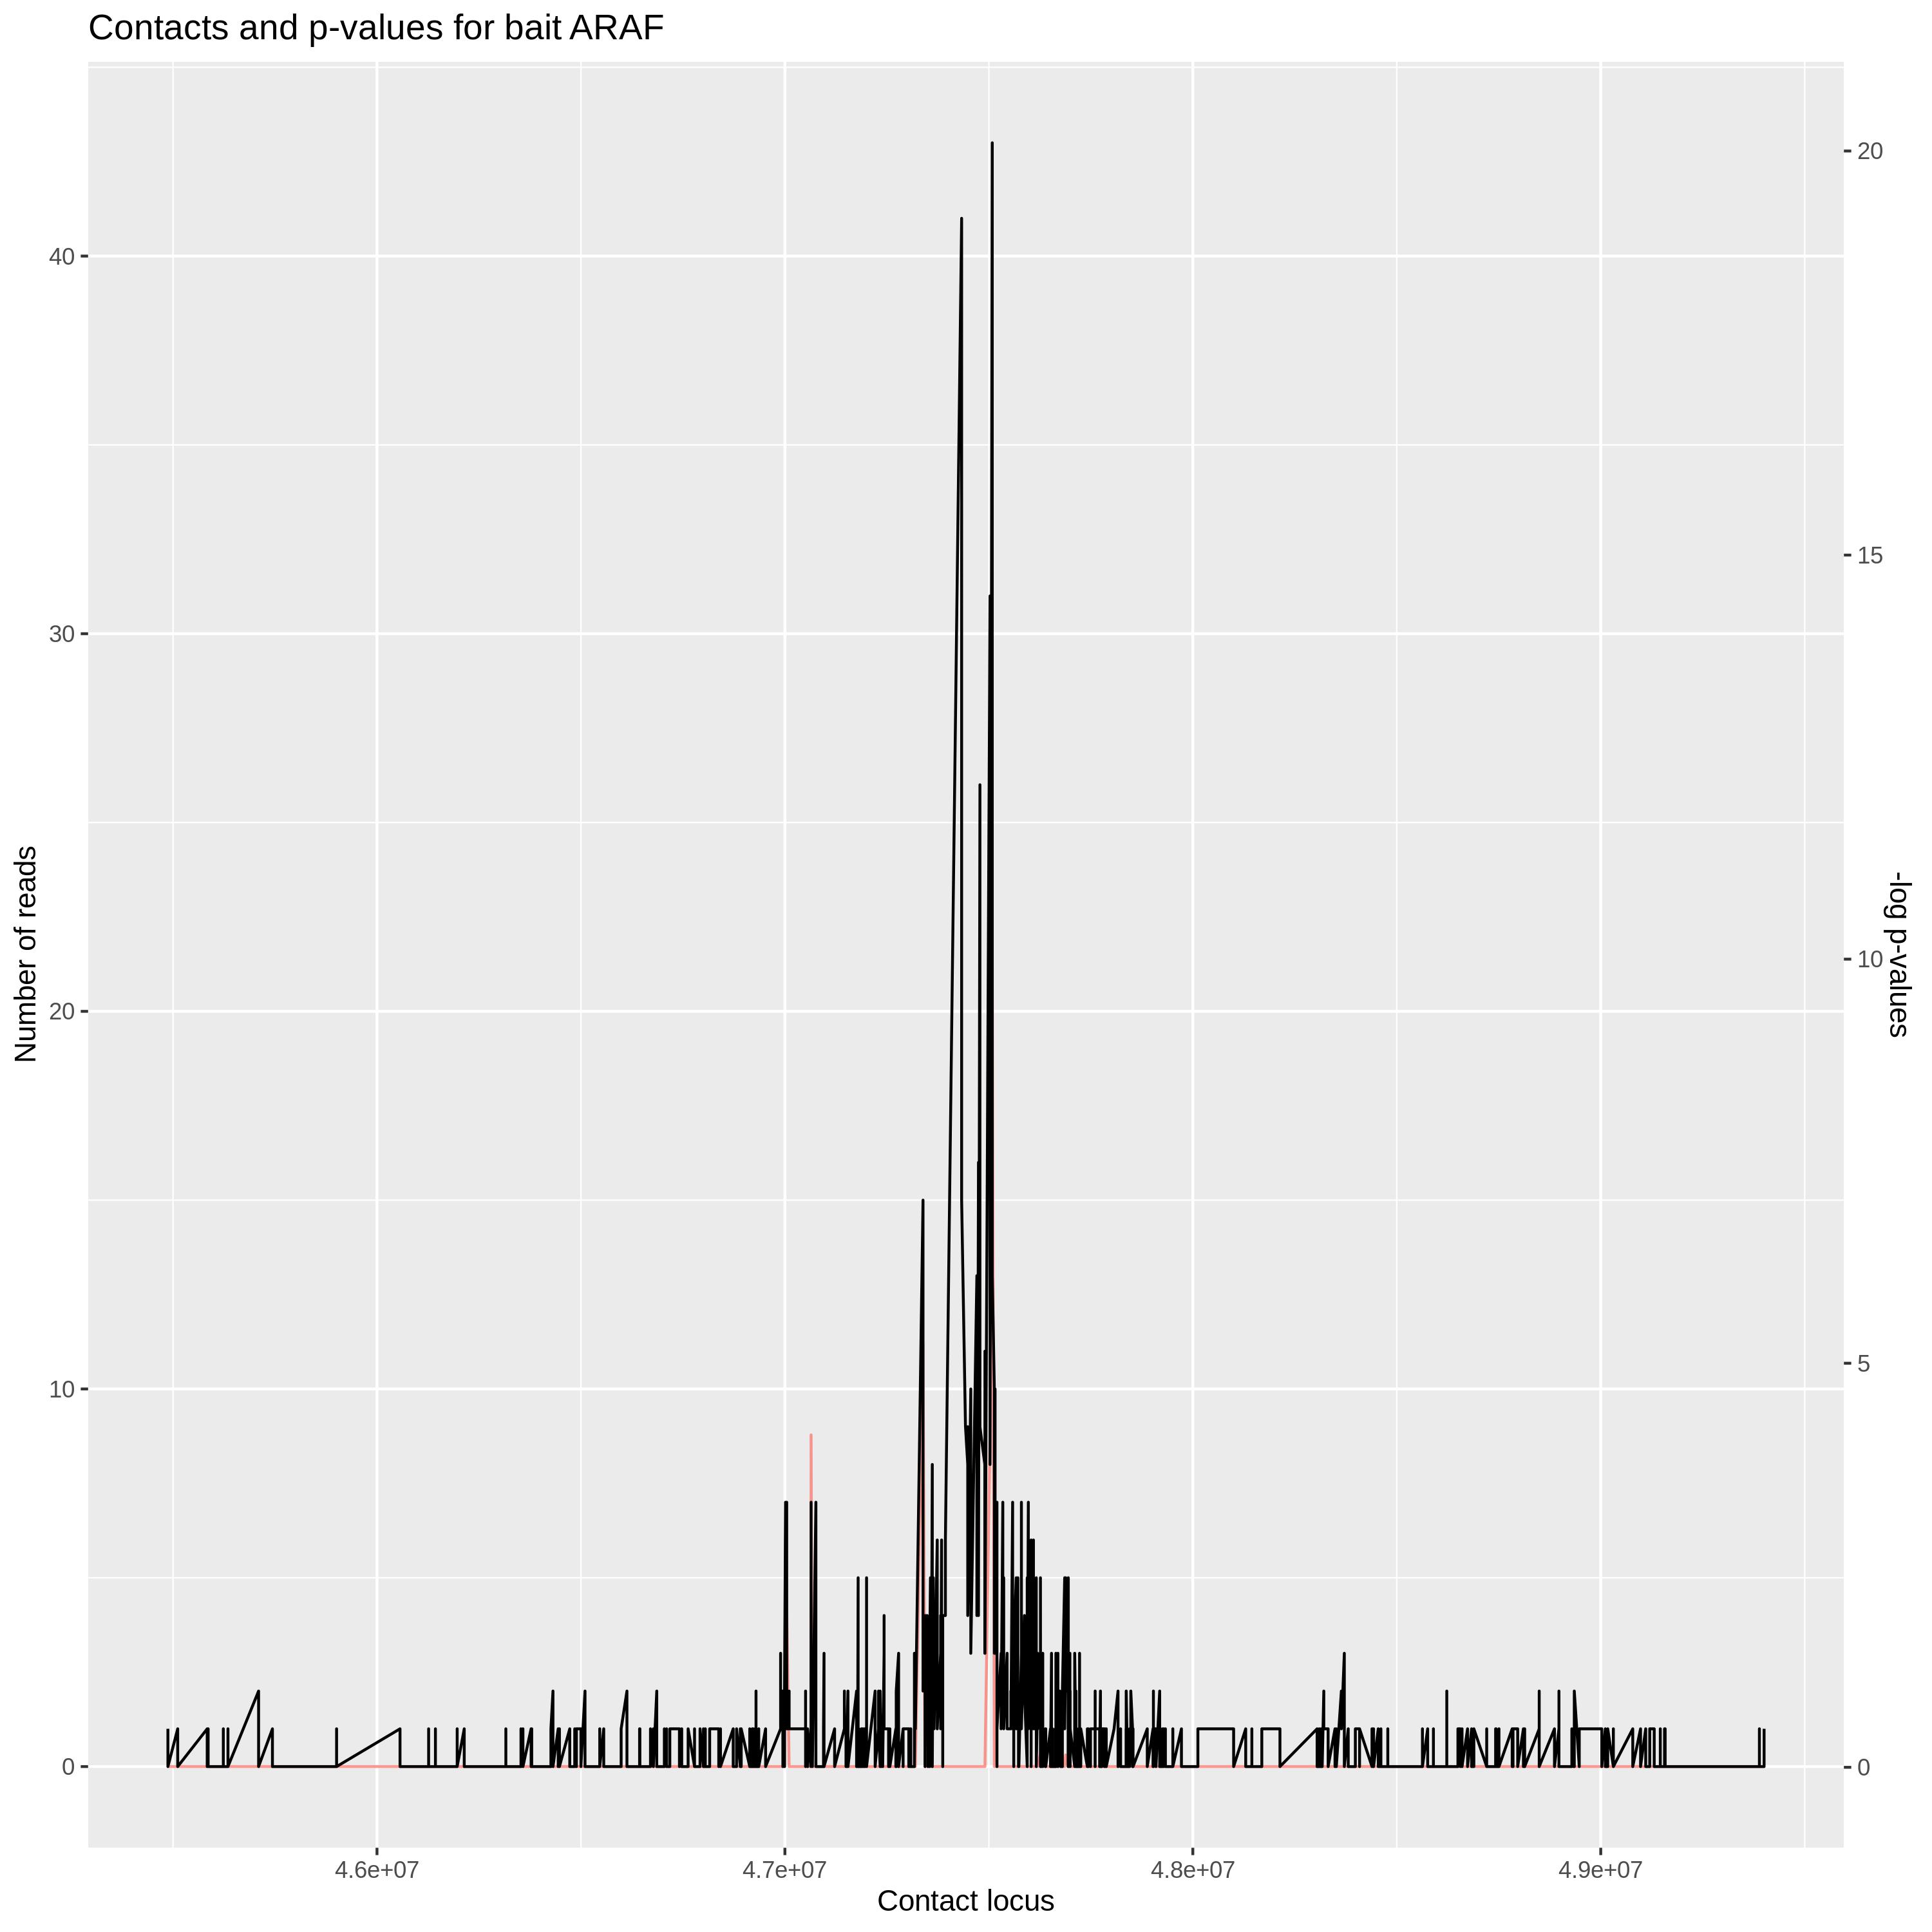 Contacts and p-values for bait ARAF
Number of reads
40
30
20
10
0
20
15
10
5
0
-log p-values
4.6e+07
4.7e+07
4.8e+07
4.9e+07
Contact locus